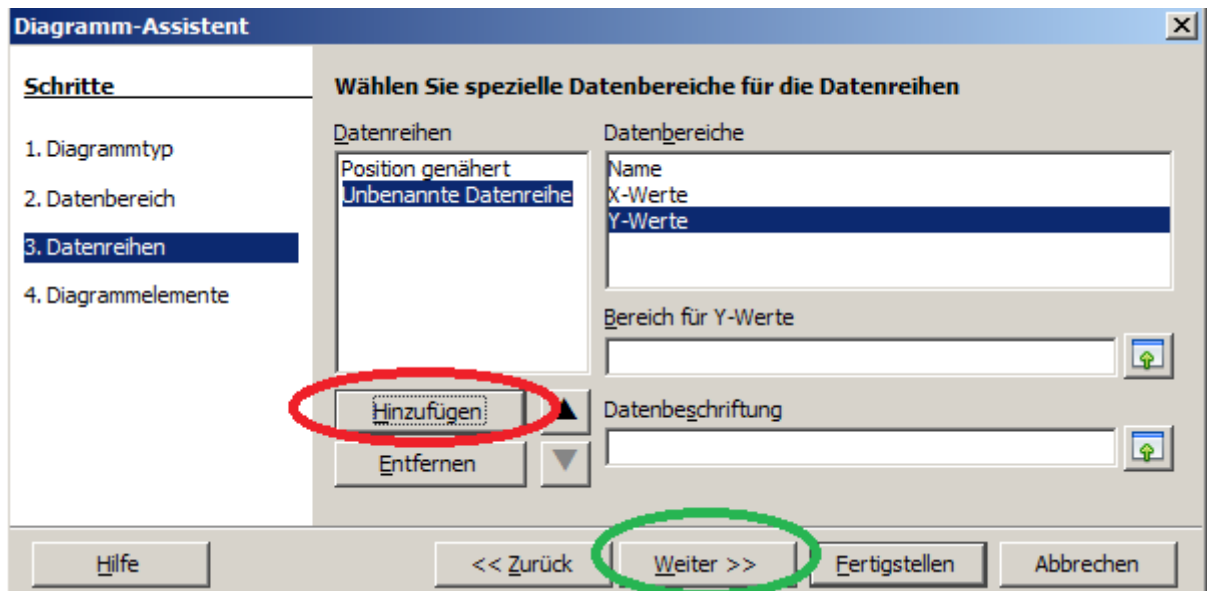 Diagramm-Assistent
Schritte
1. Diagrammtyp
2. Datenbereich
3. Datenreihen
4. Diagrammelemente
Wählen Sie spezielle Datenbereiche für die Datenreihen
Datenreihen
Position genähert
Unbenannte Datenreihe
Hinzufügen
Entfernen
Datenbereiche
Name
X-Werte
Y-Werte
Bereich für Y-Werte
Datenbeschriftung
Hilfe
<< Zurück
Weiter >>
Fertigstellen
Abbrechen